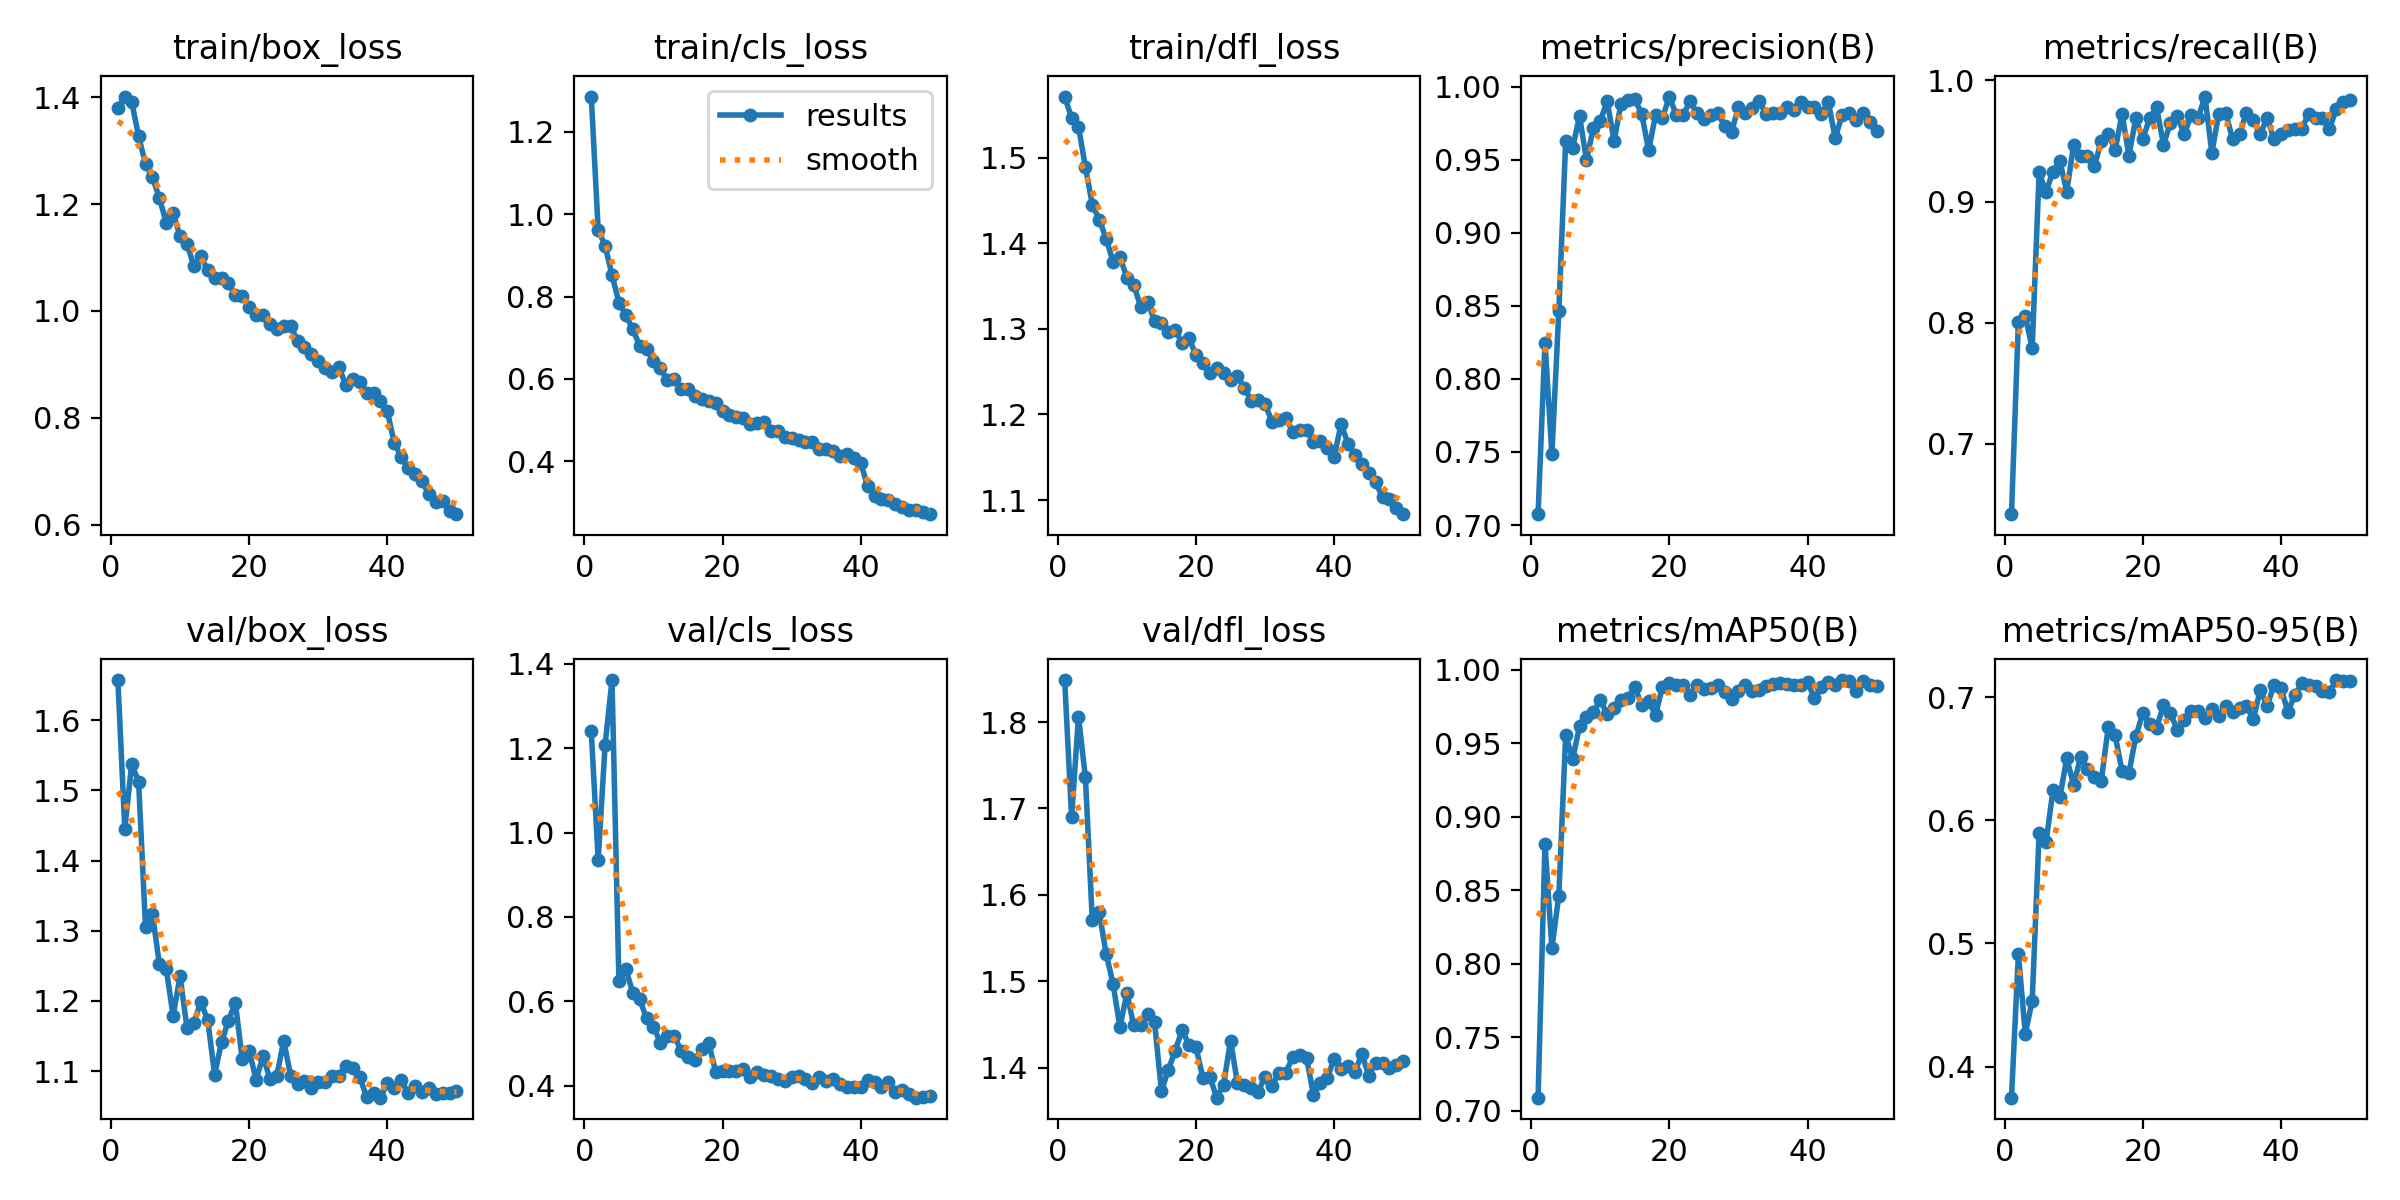 train/box_loss
1.4
1.2
1.0
0.8
0.6
0 20 40
train/cls_loss
results
smooth
1.2
1.0
0.8
0.6
0.4
0 20 40
train/dfl_loss
1.5
1.4
1.3
1.2
1.1
0 20 40
metrics/precision(B)
1.00
0.95
0.90
0.85
0.80
0.75
0.70
0 20 40
metrics/recall(B)
1.0
0.9
0.8
0.7
0 20 40
val/box_loss
1.6
1.5
1.4
1.3
1.2
1.1
0 20 40
val/cls_loss
1.4
1.2
1.0
0.8
0.6
0.4
0 20 40
val/dfl_loss
1.8
1.7
1.6
1.5
1.4
0 20 40
metrics/mAP50(B)
1.00
0.95
0.90
0.85
0.80
0.75
0.70
0 20 40
metrics/mAP50-95(B)
0.7
0.6
0.5
0.4
0 20 40